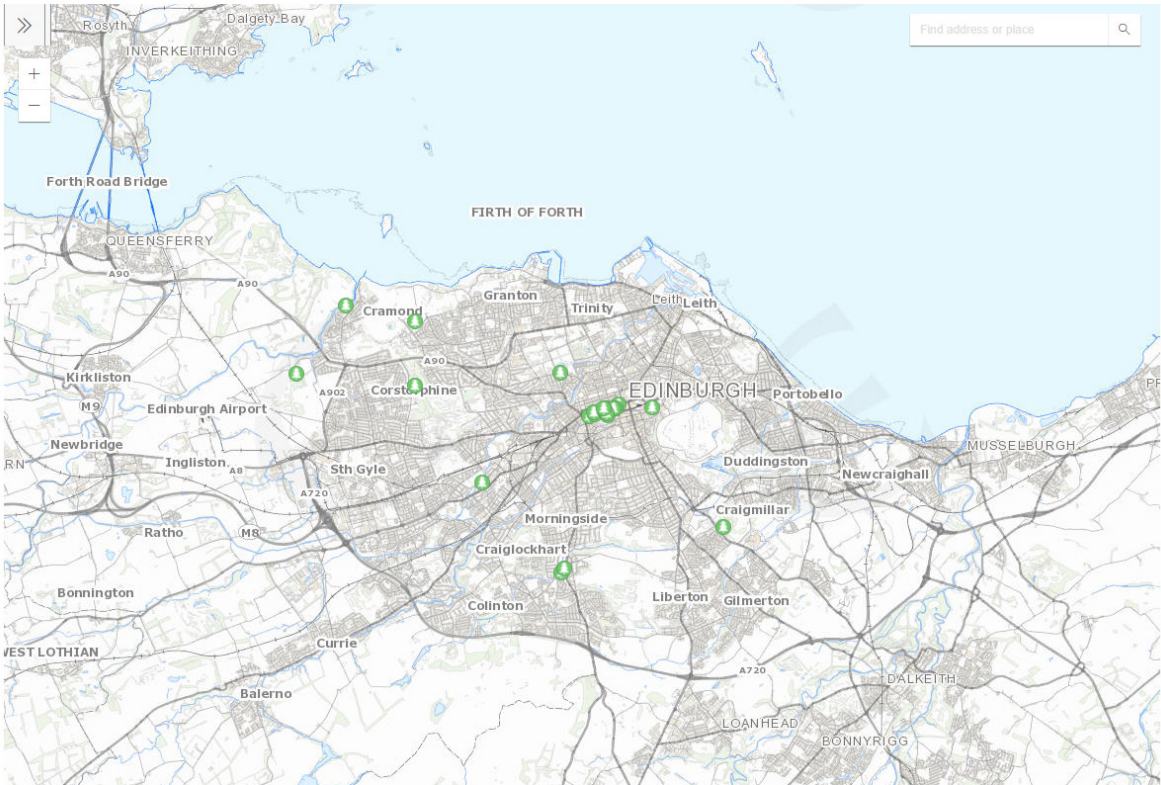 Rosyth
Dalgety Bay
INVERKEITHING
Find address or place
Forth Road Bridge
FIRTH OF FORTH
QUEENSFERRY
A90
A90
Granton
Cramond
Trinity
Leith
Leith
A90
Kirkliston
A902
Corstorphine
EDINBURGH
Portobello
M9
Edinburgh Airport
Newbridge
MUSSELBURGH
RN
Ingliston
A8
Sth Gyle
Duddingston
Newcraighall
A720
Craigmillar
Ratho
M8
Morningside
Craiglockhart
Bonnington
Colinton
Liberton
Gilmerton
Currie
WEST LOTHIAN
A720
DALKEITH
Balerno
LOANHEAD
BONNYRIGG